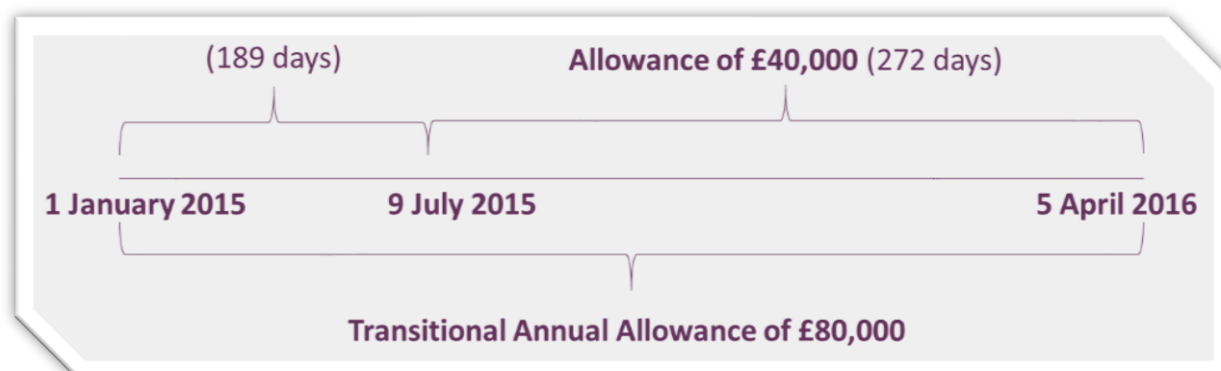 (189 days)
Allowance of £40,000 (272 days)
1 January 2015
9 July 2015
5 April 2016
Transitional Annual Allowance of £80,000